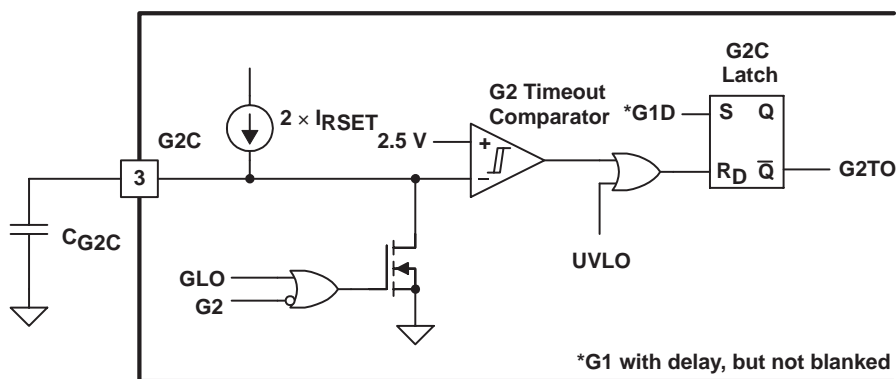 G2C
Latch
G2 Timeout
Comparator
*G1D
S Q
2 × IRSET
G2C
2.5 V
+
3
–
RD Q̅
G2TO
CG2C
UVLO
GLO
G2
*G1 with delay, but not blanked